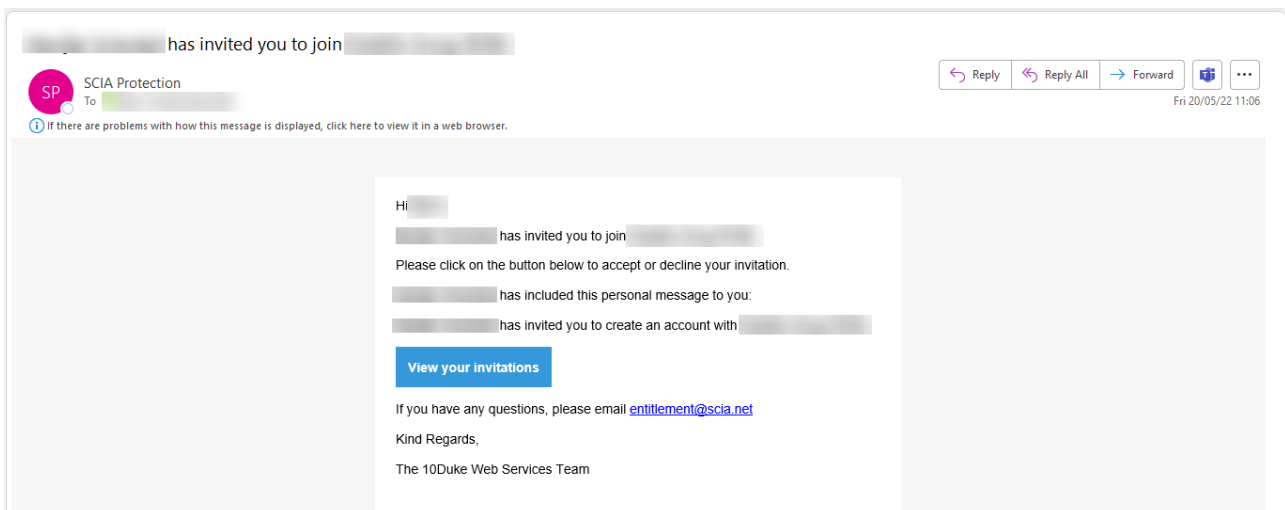 has invited you to join
SP
SCIA Protection
To
Reply
Reply All
Forward
Fri 20/05/22 11:06
If there are problems with how this message is displayed, click here to view it in a web browser.
Hi
has invited you to join
Please click on the button below to accept or decline your invitation.
has included this personal message to you:
has invited you to create an account with
View your invitations
If you have any questions, please email entitlement@scia.net
Kind Regards,
The 10Duke Web Services Team